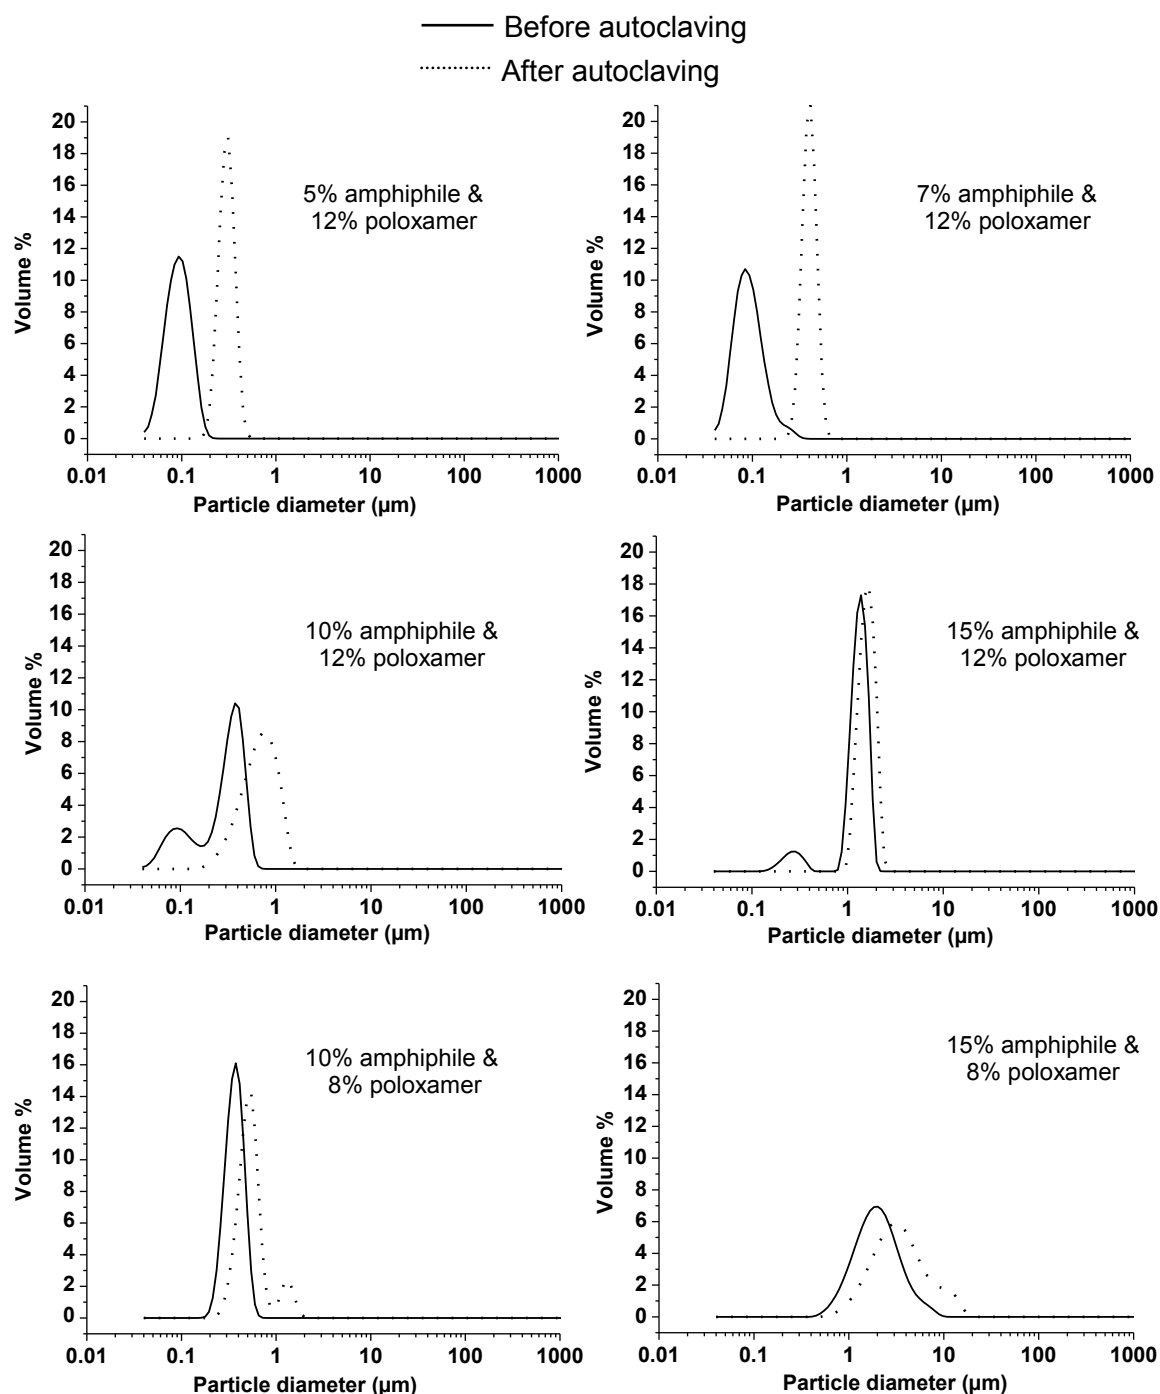 Before autoclaving
After autoclaving
20
18
16
14
12
10
8
6
4
2
0
Volume %
5% amphiphile &
12% poloxamer
0.01 0.1 1 10 100 1000
Particle diameter (µm)
20
18
16
14
12
10
8
6
4
2
0
Volume %
7% amphiphile &
12% poloxamer
0.01 0.1 1 10 100 1000
Particle diameter (µm)
20
18
16
14
12
10
8
6
4
2
0
Volume %
10% amphiphile &
12% poloxamer
0.01 0.1 1 10 100 1000
Particle diameter (µm)
20
18
16
14
12
10
8
6
4
2
0
Volume %
15% amphiphile &
12% poloxamer
0.01 0.1 1 10 100 1000
Particle diameter (µm)
20
18
16
14
12
10
8
6
4
2
0
Volume %
10% amphiphile &
8% poloxamer
0.01 0.1 1 10 100 1000
Particle diameter (µm)
20
18
16
14
12
10
8
6
4
2
0
Volume %
15% amphiphile &
8% poloxamer
0.01 0.1 1 10 100 1000
Particle diameter (µm)